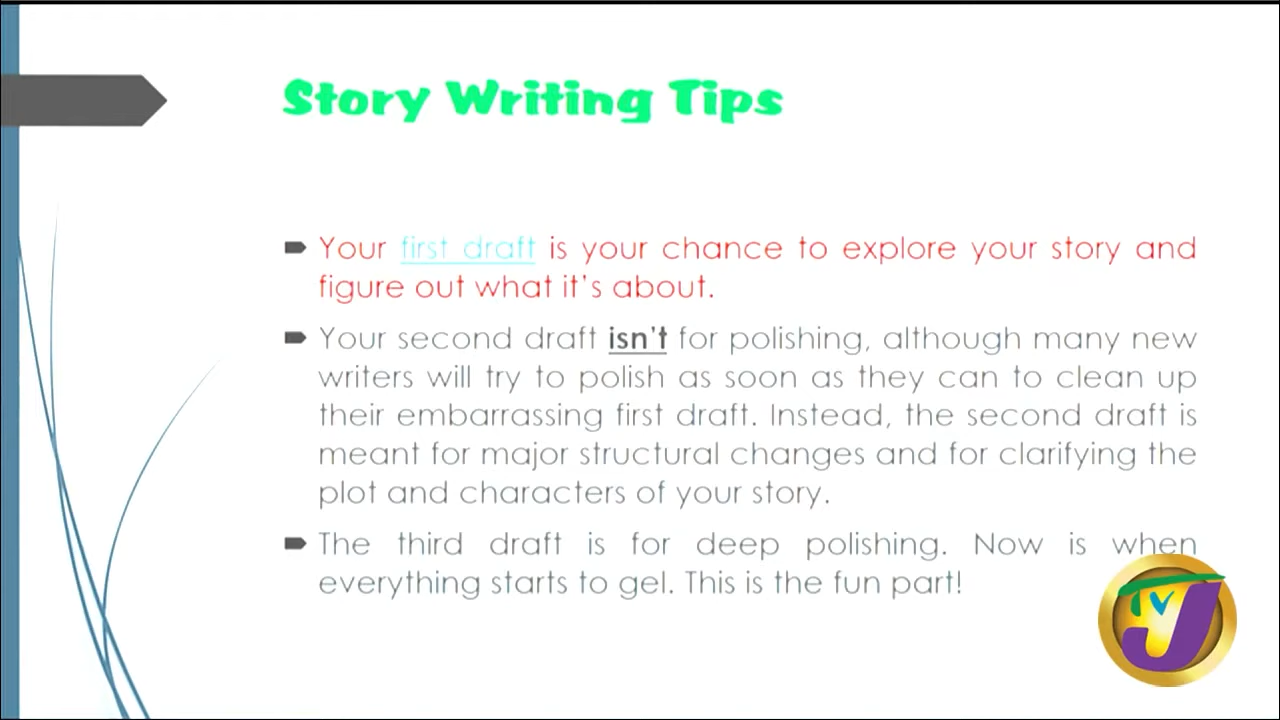 Story Writing Tips
Your first draft is your chance to explore your story and
figure out what it's about.
Your second draft isn't for polishing, although many new
writers will try to polish as soon as they can to clean up
their embarrassing first draft. Instead, the second draft is
meant for major structural changes and for clarifying the
plot and characters of your story.
The third draft is for deep polishing. Now is when
everything starts to gel. This is the fun part!
TVJ